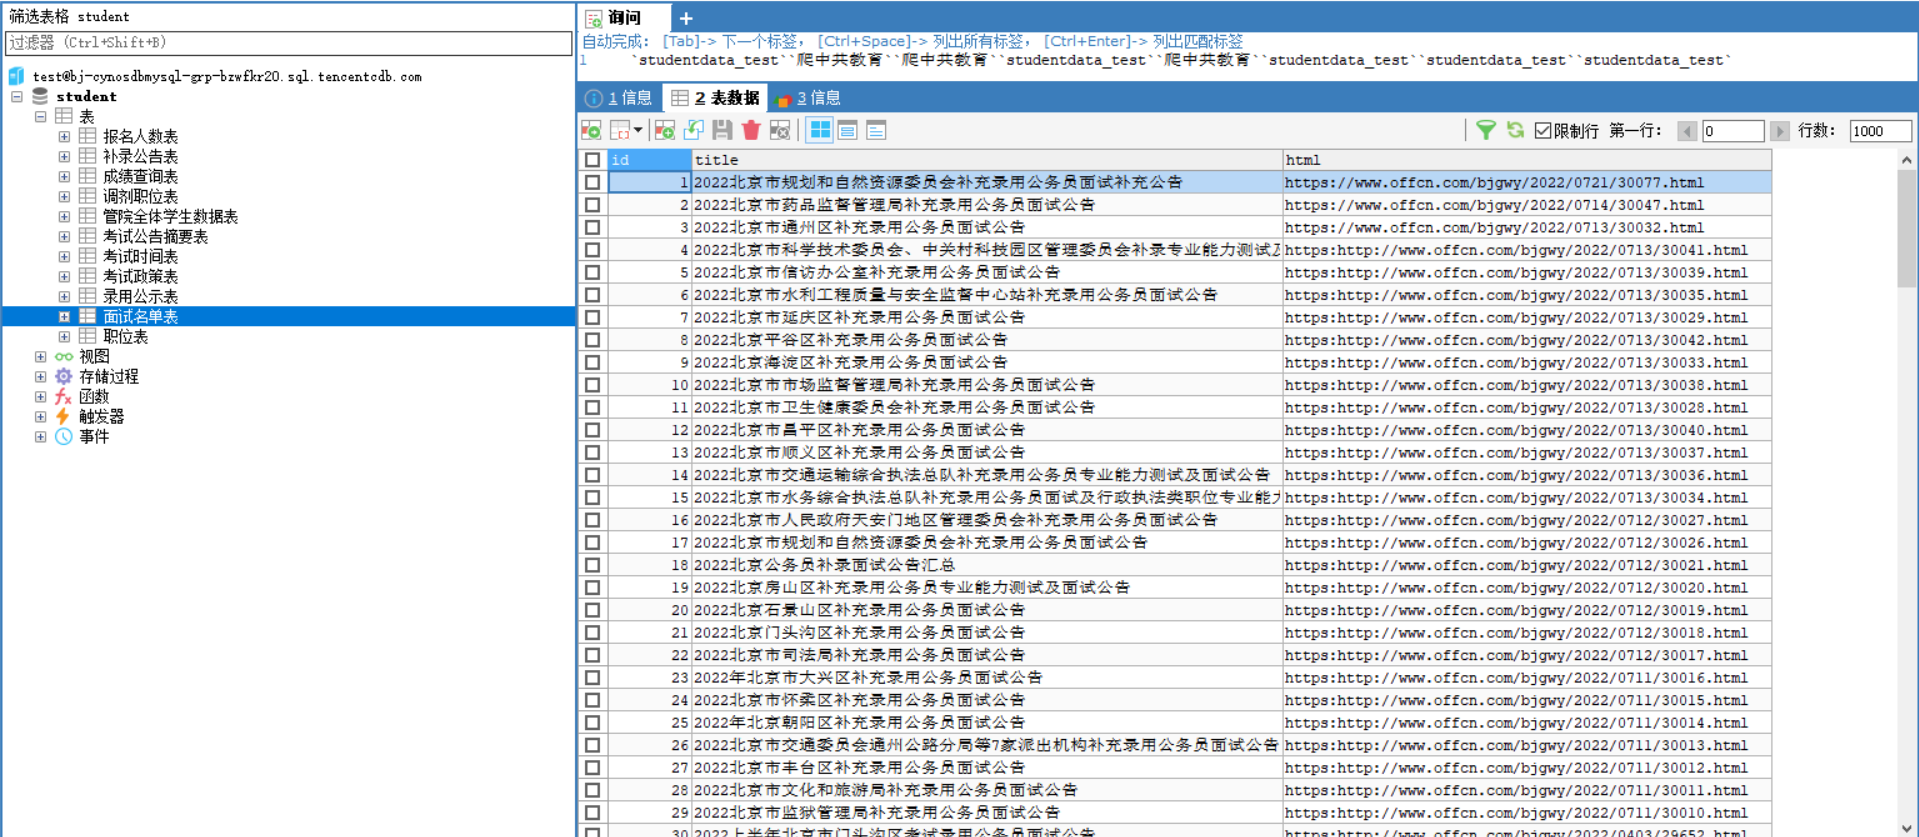 筛选表格 student
过滤器 (Ctrl+Shift+B)
test@bj-cynosdbmysql-grp-bzwfkr20.sql.tencentcdb.com
student
表
报名人数表
补录公告表
成绩查询表
调剂职位表
管院全体学生数据表
考试公告摘要表
考试时间表
考试政策表
录用公示表
面试名单表
职位表
视图
存储过程
函数
触发器
事件
询问
自动完成： [Tab]-> 下一个标签， [Ctrl+Space]-> 列出所有标签， [Ctrl+Enter]-> 列出匹配标签
1 `studentdata_test``爬中共教育``爬中共教育``studentdata_test``爬中共教育``studentdata_test``studentdata_test``studentdata_test`
1 信息 2 表数据 3 信息
限制行 第一行： 0 行数： 1000
id title html
1 2022北京市规划和自然资源委员会补充录用公务员面试补充公告 https://www.offcn.com/bjgwy/2022/0721/30077.html
2 2022北京市药品监督管理局补充录用公务员面试公告 https://www.offcn.com/bjgwy/2022/0714/30047.html
3 2022北京市通州区补充录用公务员面试公告 https://www.offcn.com/bjgwy/2022/0713/30032.html
4 2022北京市科学技术委员会、中关村科技园区管理委员会补录专业能力测试及 https:http://www.offcn.com/bjgwy/2022/0713/30041.html
5 2022北京市信访办公室补充录用公务员面试公告 https:http://www.offcn.com/bjgwy/2022/0713/30039.html
6 2022北京市水利工程质量与安全监督中心站补充录用公务员面试公告 https:http://www.offcn.com/bjgwy/2022/0713/30035.html
7 2022北京市延庆区补充录用公务员面试公告 https:http://www.offcn.com/bjgwy/2022/0713/30029.html
8 2022北京平谷区补充录用公务员面试公告 https:http://www.offcn.com/bjgwy/2022/0713/30042.html
9 2022北京海淀区补充录用公务员面试公告 https:http://www.offcn.com/bjgwy/2022/0713/30033.html
10 2022北京市市场监督管理局补充录用公务员面试公告 https:http://www.offcn.com/bjgwy/2022/0713/30038.html
11 2022北京市卫生健康委员会补充录用公务员面试公告 https:http://www.offcn.com/bjgwy/2022/0713/30028.html
12 2022北京市昌平区补充录用公务员面试公告 https:http://www.offcn.com/bjgwy/2022/0713/30040.html
13 2022北京市顺义区补充录用公务员面试公告 https:http://www.offcn.com/bjgwy/2022/0713/30037.html
14 2022北京市交通运输综合执法总队补充录用公务员专业能力测试及面试公告 https:http://www.offcn.com/bjgwy/2022/0713/30036.html
15 2022北京市水务综合执法总队补充录用公务员面试及行政执法类职位专业能力 https:http://www.offcn.com/bjgwy/2022/0713/30034.html
16 2022北京市人民政府天安门地区管理委员会补充录用公务员面试公告 https:http://www.offcn.com/bjgwy/2022/0712/30027.html
17 2022北京市规划和自然资源委员会补充录用公务员面试公告 https:http://www.offcn.com/bjgwy/2022/0712/30026.html
18 2022北京公务员补录面试公告汇总 https:http://www.offcn.com/bjgwy/2022/0712/30021.html
19 2022北京房山区补充录用公务员专业能力测试及面试公告 https:http://www.offcn.com/bjgwy/2022/0712/30020.html
20 2022北京石景山区补充录用公务员面试公告 https:http://www.offcn.com/bjgwy/2022/0712/30019.html
21 2022北京门头沟区补充录用公务员面试公告 https:http://www.offcn.com/bjgwy/2022/0712/30018.html
22 2022北京市司法局补充录用公务员面试公告 https:http://www.offcn.com/bjgwy/2022/0712/30017.html
23 2022年北京市大兴区补充录用公务员面试公告 https:http://www.offcn.com/bjgwy/2022/0711/30016.html
24 2022北京市怀柔区补充录用公务员面试公告 https:http://www.offcn.com/bjgwy/2022/0711/30015.html
25 2022年北京朝阳区补充录用公务员面试公告 https:http://www.offcn.com/bjgwy/2022/0711/30014.html
26 2022北京市交通委员会通州公路分局等7家派出机构补充录用公务员面试公告 https:http://www.offcn.com/bjgwy/2022/0711/30013.html
27 2022北京市丰台区补充录用公务员面试公告 https:http://www.offcn.com/bjgwy/2022/0711/30012.html
28 2022北京市文化和旅游局补充录用公务员面试公告 https:http://www.offcn.com/bjgwy/2022/0711/30011.html
29 2022北京市监狱管理局补充录用公务员面试公告 https:http://www.offcn.com/bjgwy/2022/0711/30010.html
30 2022上半年北京市门头沟区考试录用公务员面试公告 https:http://www.offcn.com/bjgwy/2022/0403/29652.html